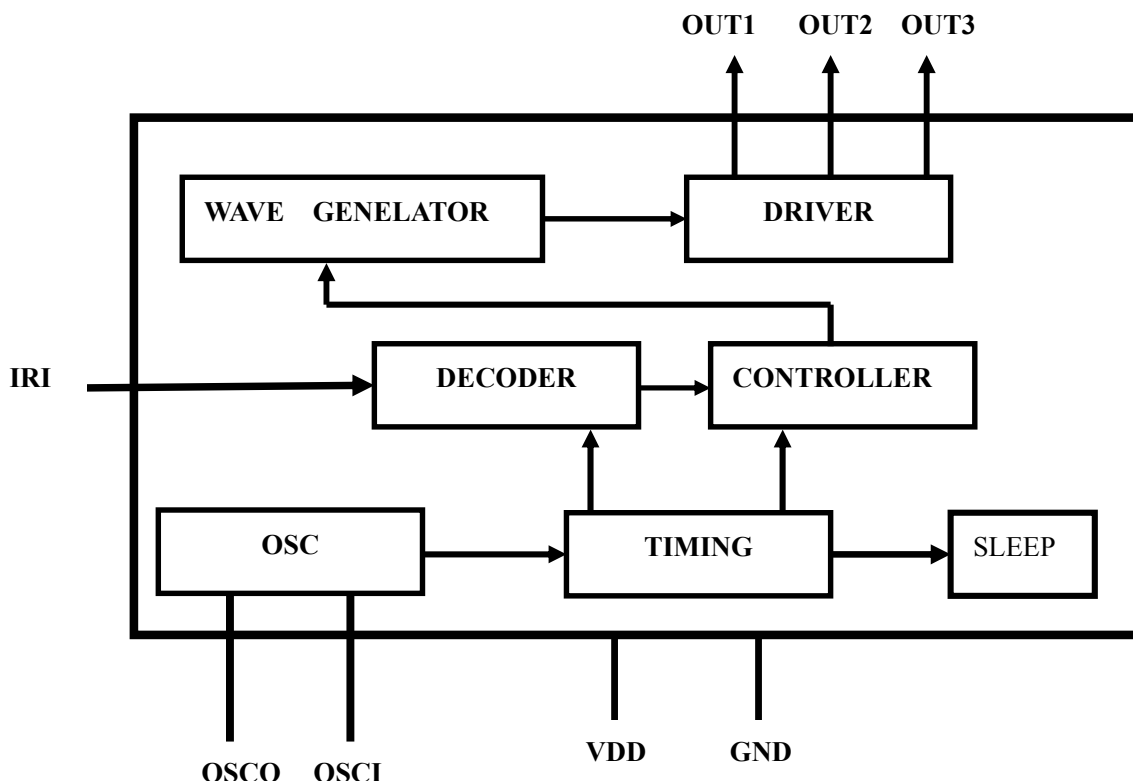 OUT1 OUT2 OUT3
WAVE GENELATOR
DRIVER
IRI
DECODER
CONTROLLER
OSC
TIMING
SLEEP
VDD GND
OSCO OSCI